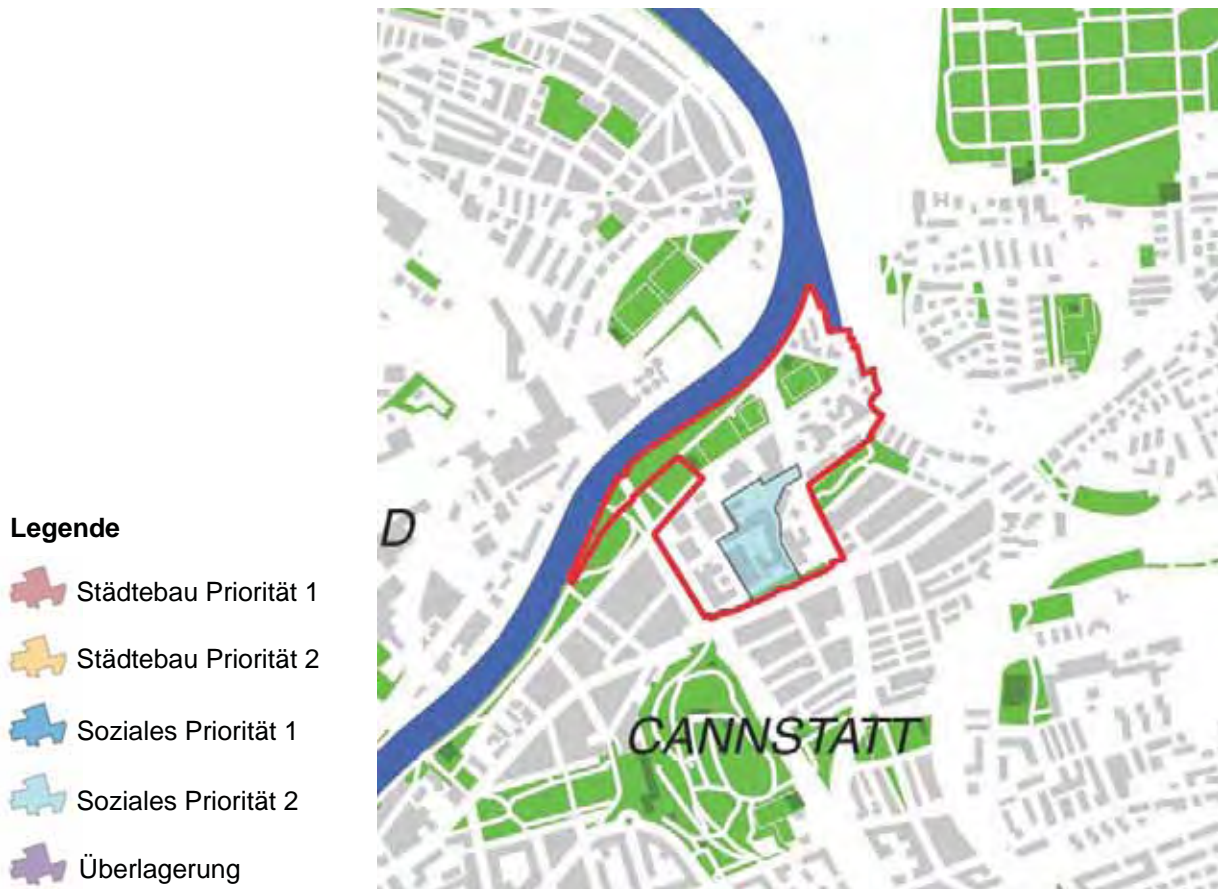 Legende
Städtebau Priorität 1
Städtebau Priorität 2
Soziales Priorität 1
Soziales Priorität 2
Überlagerung
D
CANNSTATT